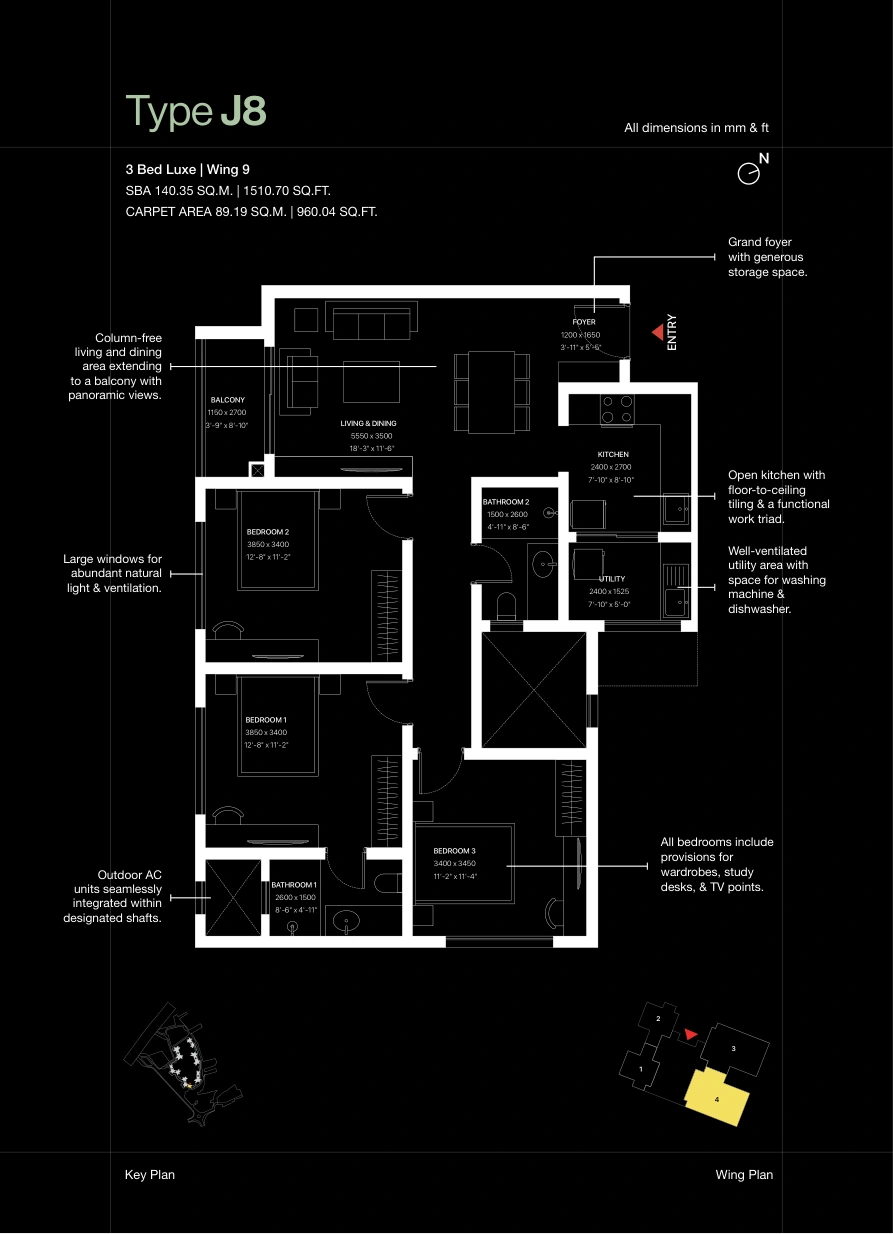 Type J8
All dimensions in mm & ft
N
3 Bed Luxe | Wing 9
SBA 140.35 SQ.M. | 1510.70 SQ.FT.
CARPET AREA 89.19 SQ.M. | 960.04 SQ.FT.
Grand foyer
with generous
storage space.
FOYER
1200 x 1650
3'-11" x 5'-5"
ENTRY
Column-free
living and dining
area extending
to a balcony with
panoramic views.
BALCONY
1150 x 2700
3'-9" x 8'-10"
LIVING & DINING
5550 x 3500
18'-3" x 11'-6"
KITCHEN
2400 x 2700
7'-10" x 8'-10"
Open kitchen with
floor-to-ceiling
tiling & a functional
work triad.
BATHROOM 2
1500 x 2600
4'-11" x 8'-6"
BEDROOM 2
3850 x 3400
12'-8" x 11'-2"
Large windows for
abundant natural
light & ventilation.
UTILITY
2400 x 1525
7'-10" x 5'-0"
Well-ventilated
utility area with
space for washing
machine &
dishwasher.
BEDROOM 1
3850 x 3400
12'-8" x 11'-2"
BEDROOM 3
3400 x 3450
11'-2" x 11'-4"
All bedrooms include
provisions for
wardrobes, study
desks, & TV points.
Outdoor AC
units seamlessly
integrated within
designated shafts.
BATHROOM 1
2600 x 1500
8'-6" x 4'-11"
2
3
1
4
Key Plan
Wing Plan